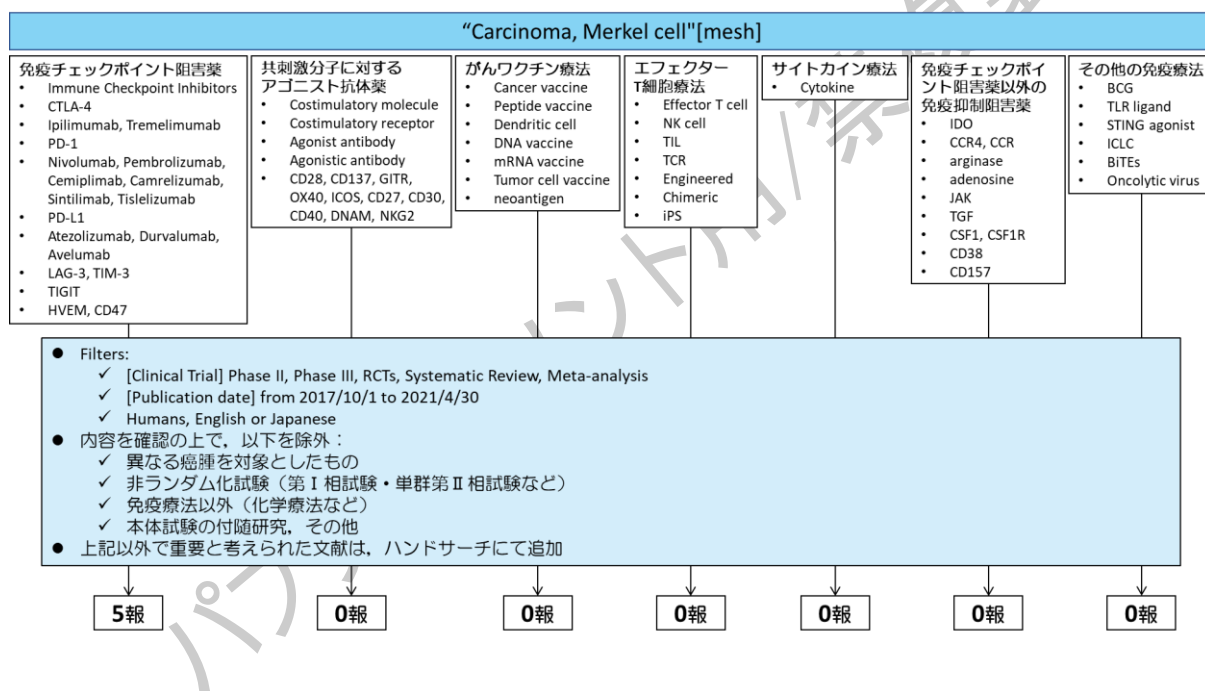 “Carcinoma, Merkel cell"[mesh]
免疫チェックポイント阻害薬
• Immune Checkpoint Inhibitors
• CTLA-4
• Ipilimumab, Tremelimumab
• PD-1
• Nivolumab, Pembrolizumab,
Cemiplimab, Camrelizumab,
Sintilimab, Tislelizumab
• PD-L1
• Atezolizumab, Durvalumab,
Avelumab
• LAG-3, TIM-3
• TIGIT
• HVEM, CD47
共刺激分子に対する
アゴニスト抗体薬
• Costimulatory molecule
• Costimulatory receptor
• Agonist antibody
• Agonistic antibody
• CD28, CD137, GITR,
OX40, ICOS, CD27, CD30,
CD40, DNAM, NKG2
がんワクチン療法
• Cancer vaccine
• Peptide vaccine
• Dendritic cell
• DNA vaccine
• mRNA vaccine
• Tumor cell vaccine
• neoantigen
エフェクター
T細胞療法
• Effector T cell
• NK cell
• TIL
• TCR
• Engineered
• Chimeric
• iPS
サイトカイン療法
• Cytokine
免疫チェックポイ
ント阻害薬以外の
免疫抑制阻害薬
• IDO
• CCR4, CCR
• arginase
• adenosine
• JAK
• TGF
• CSF1, CSF1R
• CD38
• CD157
その他の免疫療法
• BCG
• TLR ligand
• STING agonist
• ICLC
• BiTEs
• Oncolytic virus
● Filters:
✓ [Clinical Trial] Phase II, Phase III, RCTs, Systematic Review, Meta-analysis
✓ [Publication date] from 2017/10/1 to 2021/4/30
✓ Humans, English or Japanese
● 内容を確認の上で，以下を除外：
✓ 異なる癌腫を対象としたもの
✓ 非ランダム化試験（第Ⅰ相試験・単群第Ⅱ相試験など）
✓ 免疫療法以外（化学療法など）
✓ 本体試験の付随研究，その他
● 上記以外で重要と考えられた文献は，ハンドサーチにて追加
5報
0報
0報
0報
0報
0報
0報